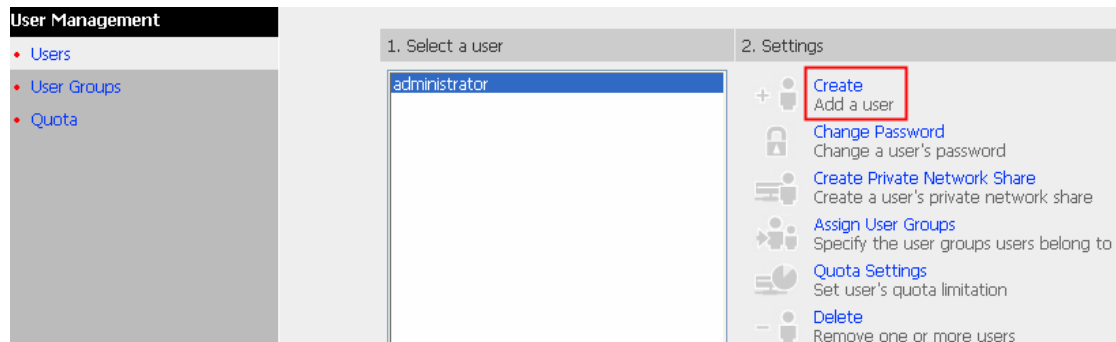 User Management
Users
User Groups
Quota
1. Select a user
administrator
2. Settings
Create
Add a user
Change Password
Change a user's password
Create Private Network Share
Create a user's private network share
Assign User Groups
Specify the user groups users belong to
Quota Settings
Set user's quota limitation
Delete
Remove one or more users